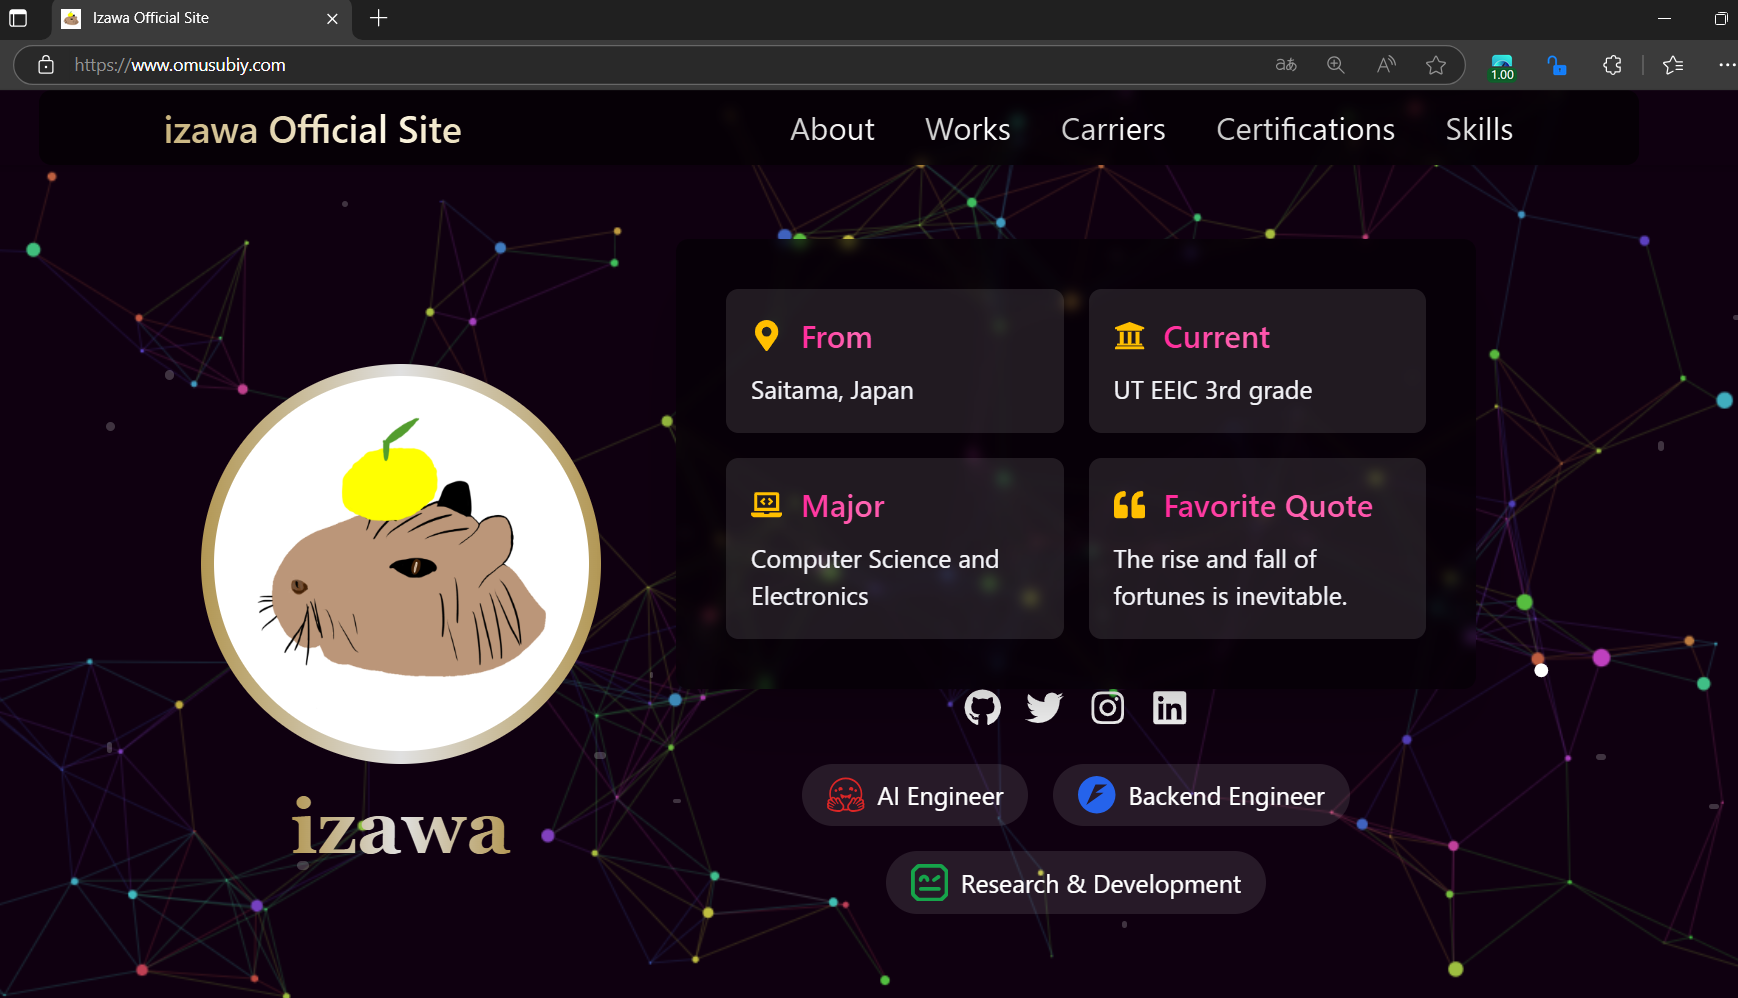 Izawa Official Site
https://www.omusubiy.com
aあ
A
1.00
izawa Official Site
About
Works
Carriers
Certifications
Skills
From
Saitama, Japan
Current
UT EEIC 3rd grade
Major
Computer Science and
Electronics
Favorite Quote
The rise and fall of
fortunes is inevitable.
izawa
AI Engineer
Backend Engineer
Research & Development